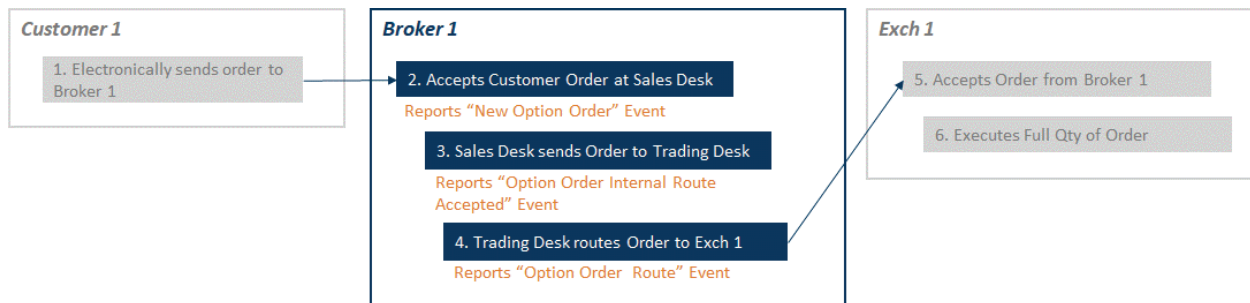 Customer 1
1. Electronically sends order to
Broker 1
Broker 1
2. Accepts Customer Order at Sales Desk
Reports “New Option Order” Event
3. Sales Desk sends Order to Trading Desk
Reports “Option Order Internal Route
Accepted” Event
4. Trading Desk routes Order to Exch 1
Reports “Option Order Route” Event
Exch 1
5. Accepts Order from Broker 1
6. Executes Full Qty of Order